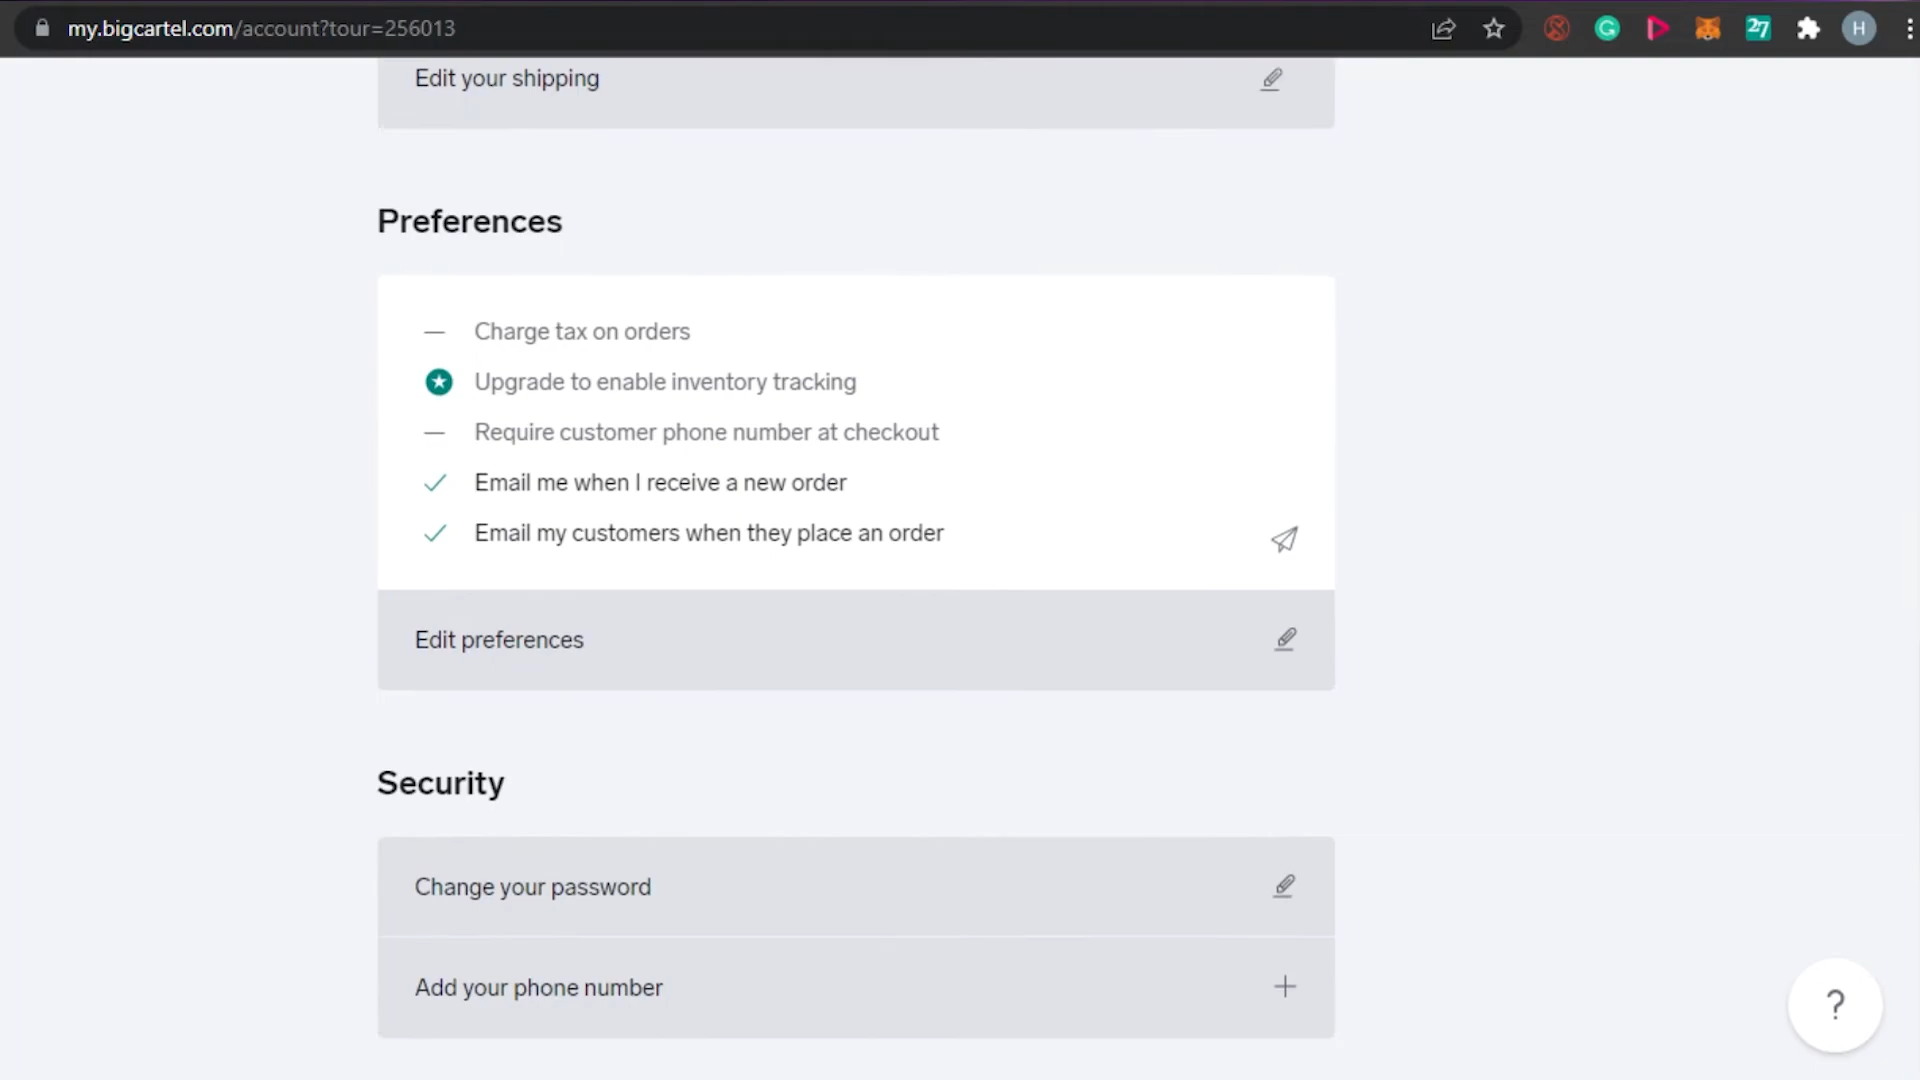 my.bigcartel.com/account?tour=256013
G
27
H
Edit your shipping
Preferences
Charge tax on orders
Upgrade to enable inventory tracking
Require customer phone number at checkout
Email me when I receive a new order
Email my customers when they place an order
Edit preferences
Security
Change your password
Add your phone number
?